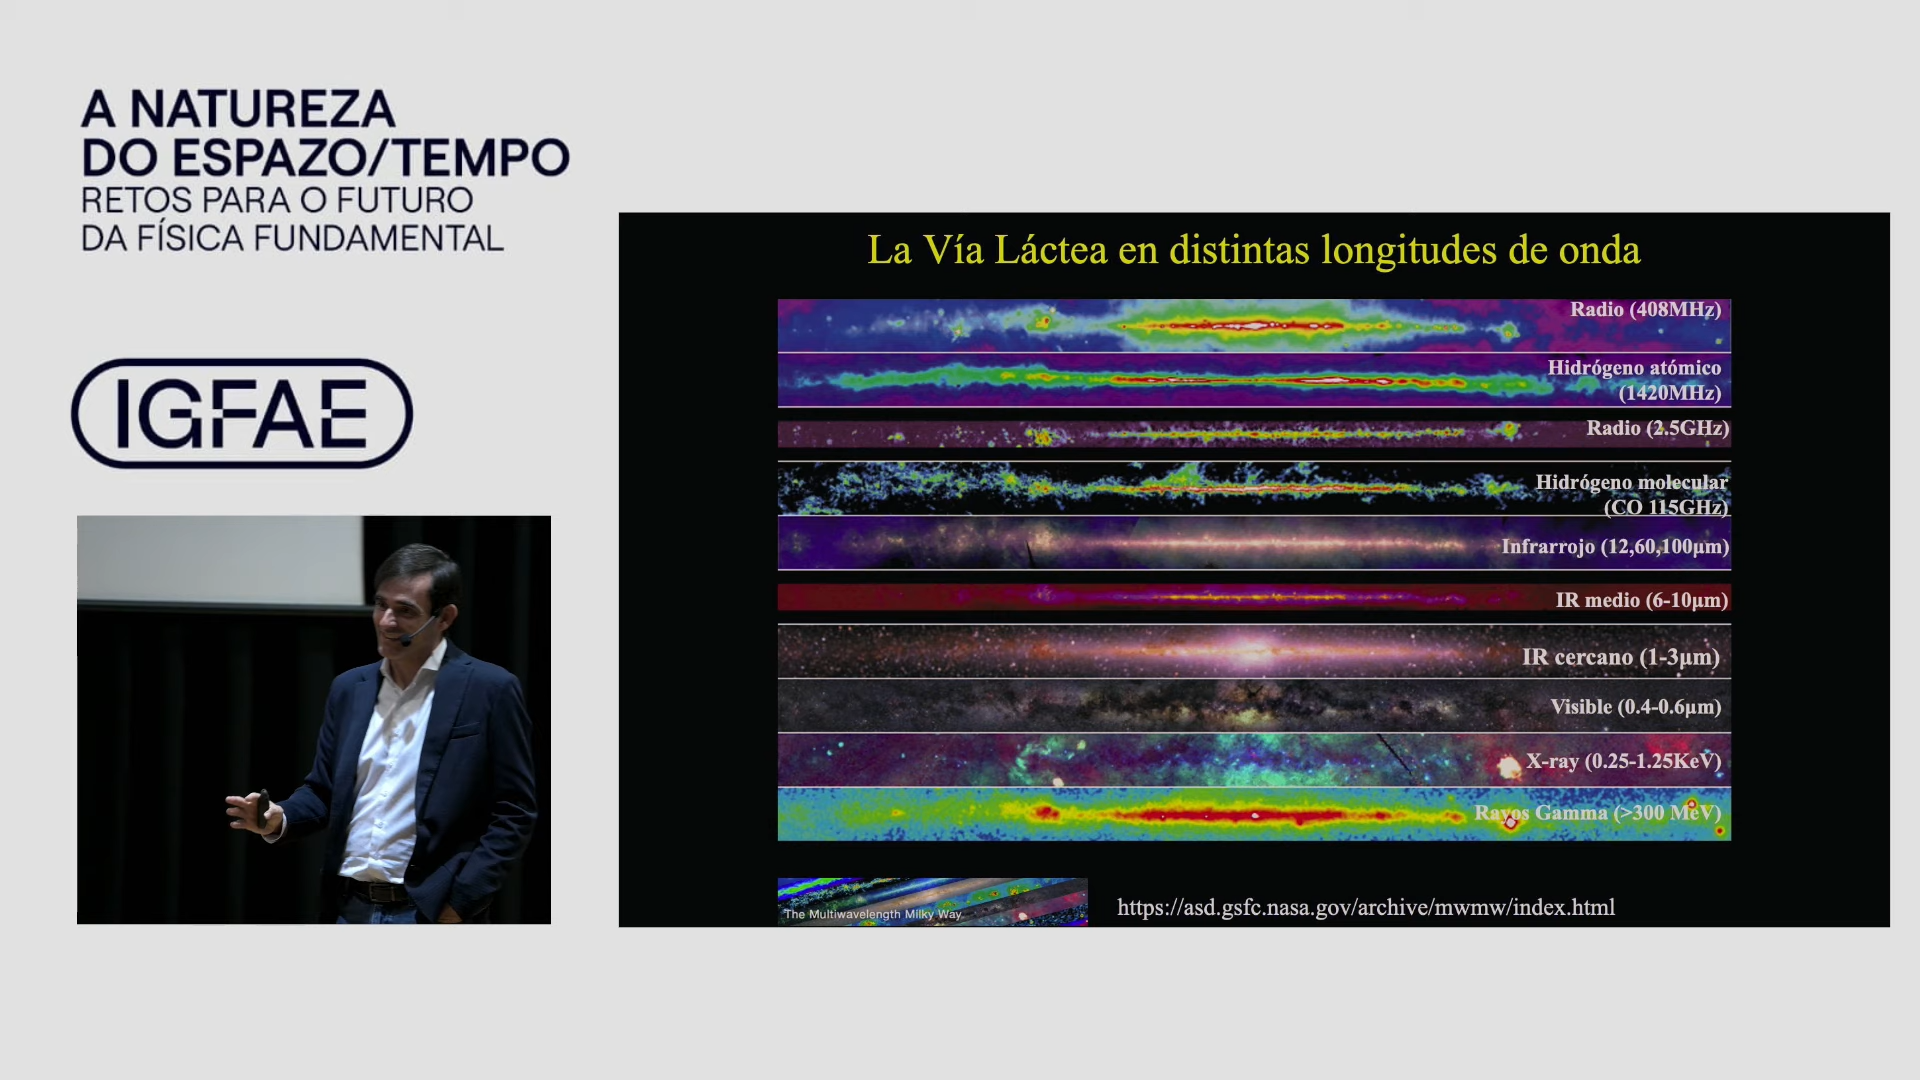 A NATUREZA
DO ESPAZO/TEMPO
RETOS PARA O FUTURO
DA FÍSICA FUNDAMENTAL
IGFAE
La Vía Láctea en distintas longitudes de onda
Radio (408MHz)
Hidrógeno atómico
(1420MHz)
Radio (2.5GHz)
Hidrógeno molecular
(CO 115GHz)
Infrarrojo (12,60,100µm)
IR medio (6-10µm)
IR cercano (1-3µm)
Visible (0.4-0.6µm)
X-ray (0.25-1.25KeV)
Rayos Gamma (>300 MeV)
The Multiwavelength Milky Way
https://asd.gsfc.nasa.gov/archive/mwmw/index.html